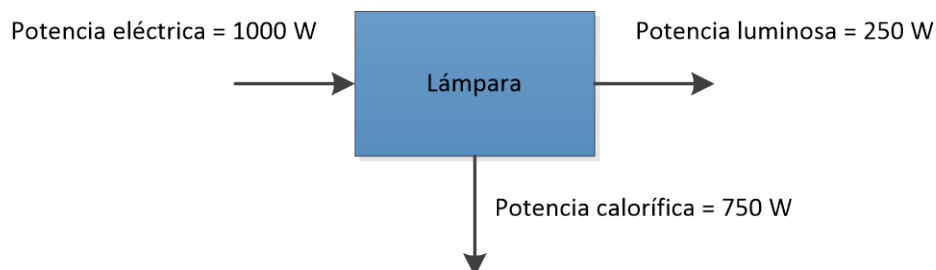 Potencia eléctrica = 1000 W
Potencia luminosa = 250 W
Lámpara
Potencia calorífica = 750 W